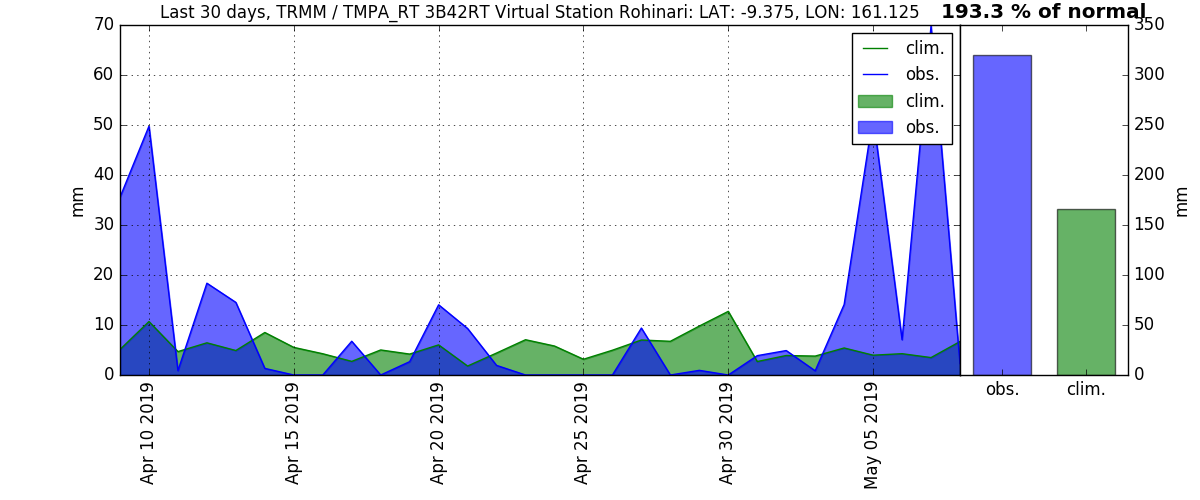 Last 30 days, TRMM / TMPA_RT 3B42RT Virtual Station Rohinari: LAT: -9.375, LON: 161.125
193.3 % of normal
70
60
50
40
30
20
10
0
mm
clim.
obs.
clim.
obs.
350
300
250
200
150
100
50
0
mm
Apr 10 2019
Apr 15 2019
Apr 20 2019
Apr 25 2019
Apr 30 2019
May 05 2019
obs.
clim.